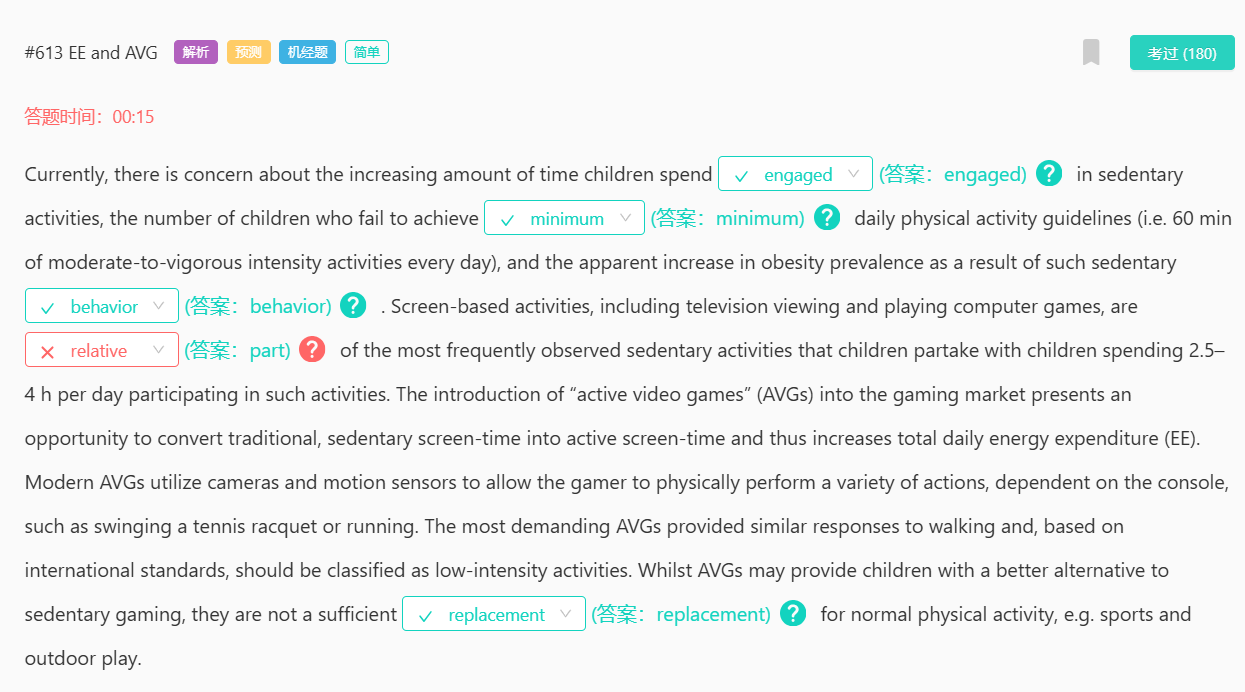 #613 EE and AVG 解析 预测 机经题 简单 考过 (180)
答题时间：00:15
Currently, there is concern about the increasing amount of time children spend engaged (答案：engaged) ? in sedentary
activities, the number of children who fail to achieve minimum (答案：minimum) ? daily physical activity guidelines (i.e. 60 min
of moderate-to-vigorous intensity activities every day), and the apparent increase in obesity prevalence as a result of such sedentary
behavior (答案：behavior) ? . Screen-based activities, including television viewing and playing computer games, are
relative (答案：part) ? of the most frequently observed sedentary activities that children partake with children spending 2.5–
4 h per day participating in such activities. The introduction of “active video games” (AVGs) into the gaming market presents an
opportunity to convert traditional, sedentary screen-time into active screen-time and thus increases total daily energy expenditure (EE).
Modern AVGs utilize cameras and motion sensors to allow the gamer to physically perform a variety of actions, dependent on the console,
such as swinging a tennis racquet or running. The most demanding AVGs provided similar responses to walking and, based on
international standards, should be classified as low-intensity activities. Whilst AVGs may provide children with a better alternative to
sedentary gaming, they are not a sufficient replacement (答案：replacement) ? for normal physical activity, e.g. sports and
outdoor play.